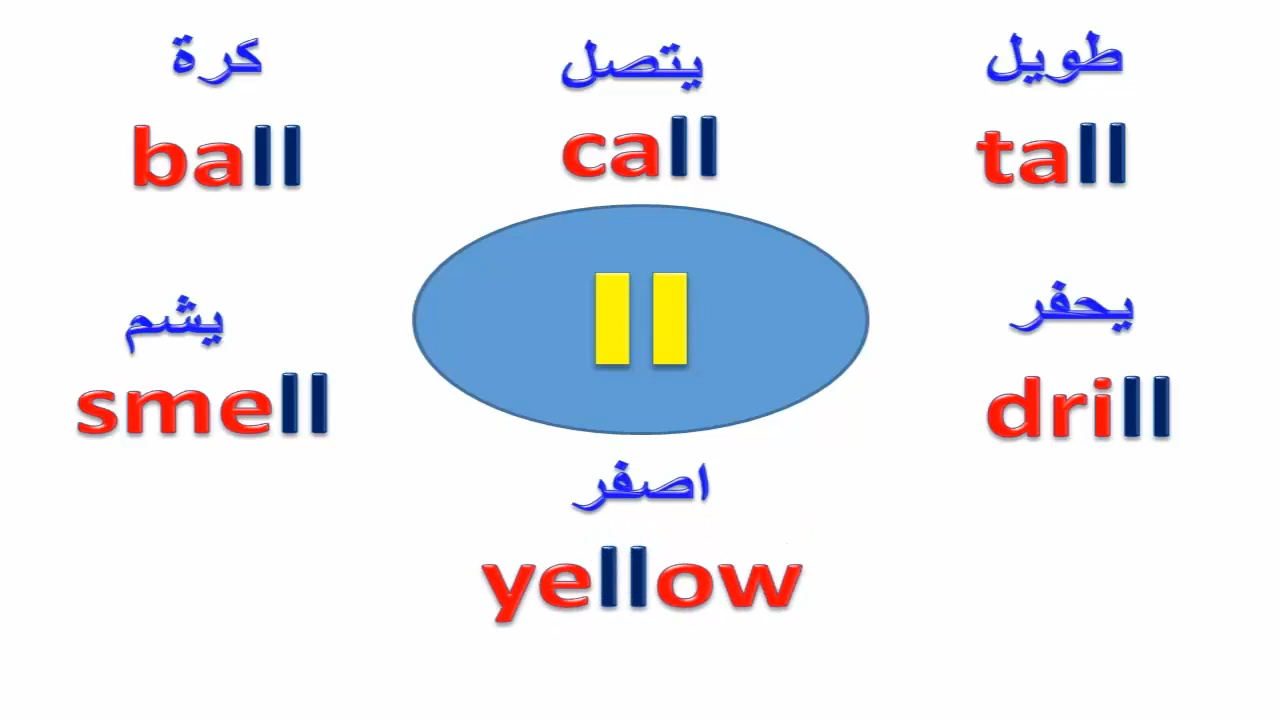 كرة
ball
يتصل
call
طويل
tall
ll
يشم
smell
يحفر
drill
اصفر
yellow